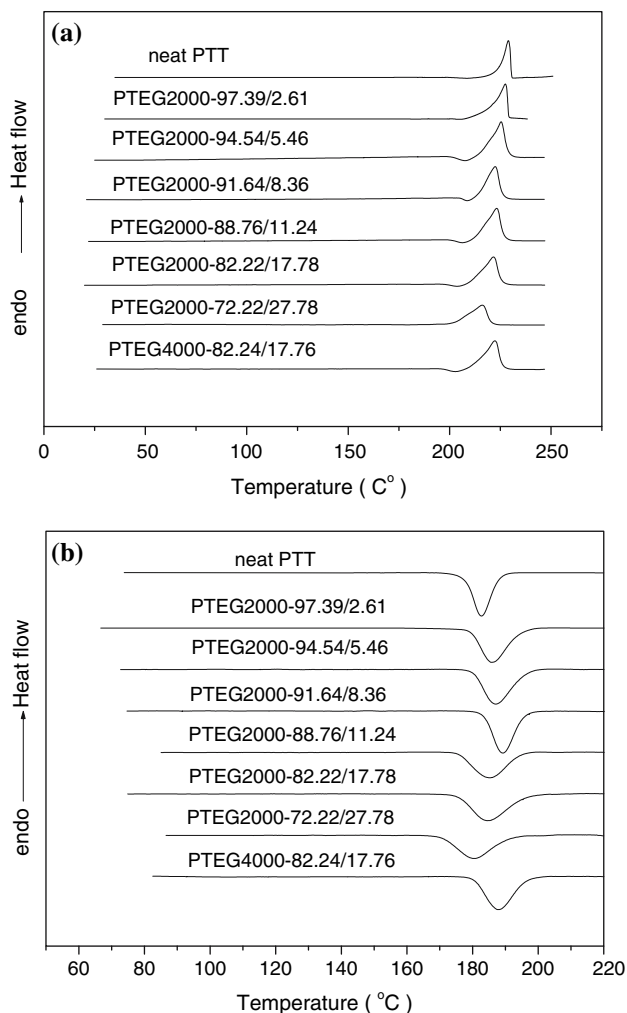 (a)
neat PTT
PTEG2000-97.39/2.61
PTEG2000-94.54/5.46
PTEG2000-91.64/8.36
PTEG2000-88.76/11.24
PTEG2000-82.22/17.78
PTEG2000-72.22/27.78
PTEG4000-82.24/17.76
endo → Heat flow
0 50 100 150 200 250
Temperature ( C° )
(b)
neat PTT
PTEG2000-97.39/2.61
PTEG2000-94.54/5.46
PTEG2000-91.64/8.36
PTEG2000-88.76/11.24
PTEG2000-82.22/17.78
PTEG2000-72.22/27.78
PTEG4000-82.24/17.76
endo → Heat flow
60 80 100 120 140 160 180 200 220
Temperature ( °C )